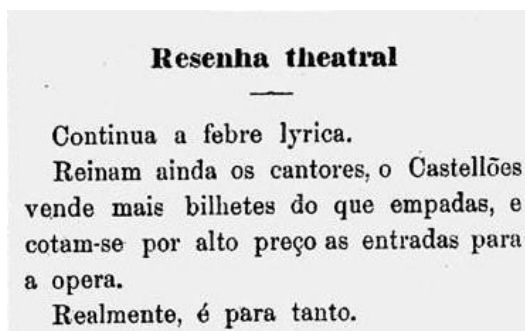 Resenha theatral
Continua a febre lyrica.
Reinam ainda os cantores, o Castellões
vende mais bilhetes do que empadas, e
cotam-se por alto preço as entradas para
a opera.
Realmente, é para tanto.